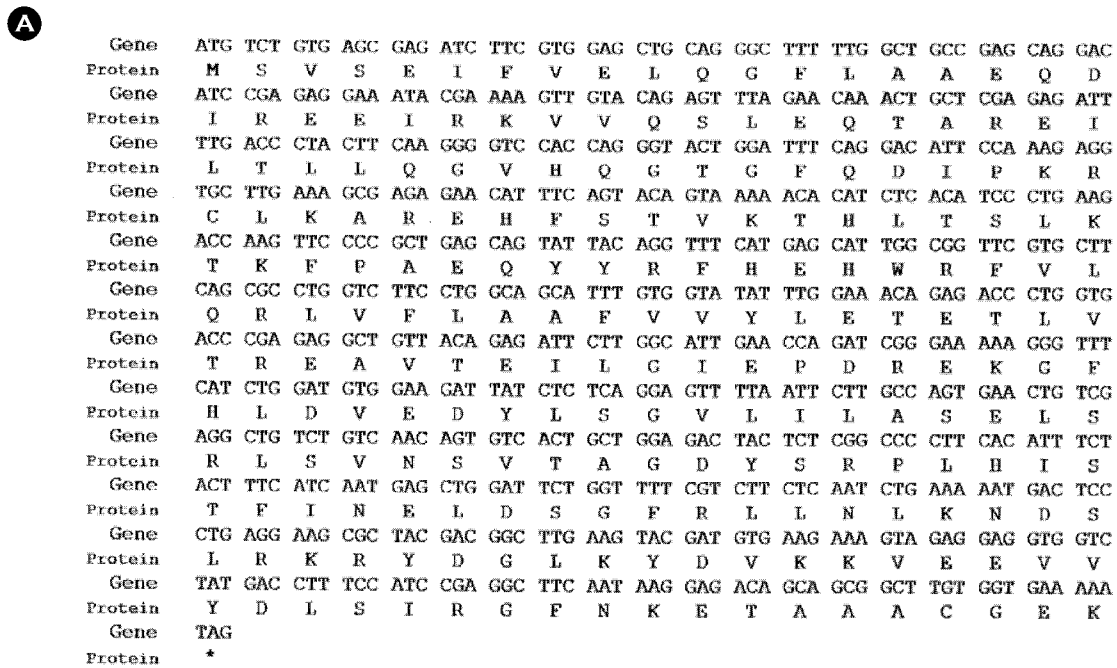 A
Gene ATG TCT GTG AGC GAG ATC TTC GTG GAG CTG CAG GGC TTT TTG GCT GCC GAG CAG GAC
Protein M S V S E I F V E L Q G F L A A E Q D
Gene ATC CGA GAG GAA ATA CGA AAA GTT GTA CAG AGT TTA GAA CAA ACT GCT CGA GAG ATT
Protein I R E E I R K V V Q S L E Q T A R E I
Gene TTG ACC CTA CTT CAA GGG GTC CAC CAG GGT ACT GGA TTT CAG GAC ATT CCA AAG AGG
Protein L T L L Q G V H Q G T G F Q D I P K R
Gene TGC TTG AAA GCG AGA GAA CAT TTC AGT ACA GTA AAA ACA CAT CTC ACA TCC CTG AAG
Protein C L K A R E H F S T V K T H L T S L K
Gene ACC AAG TTC CCC GCT GAG CAG TAT TAC AGG TTT CAT GAG CAT TGG CGG TTC GTG CTT
Protein T K F P A E Q Y Y R F H E H W R F V L
Gene CAG CGC CTG GTC TTC CTG GCA GCA TTT GTG GTA TAT TTG GAA ACA GAG ACC CTG GTG
Protein Q R L V F L A A F V V Y L E T E T L V
Gene ACC CGA GAG GCT GTT ACA GAG ATT CTT GGC ATT GAA CCA GAT CGG GAA AAA GGG TTT
Protein T R E A V T E I L G I E P D R E K G F
Gene CAT CTG GAT GTG GAA GAT TAT CTC TCA GGA GTT TTA ATT CTT GCC AGT GAA CTG TCG
Protein H L D V E D Y L S G V L I L A S E L S
Gene AGG CTG TCT GTC AAC AGT GTC ACT GCT GGA GAC TAC TCT CGG CCC CTT CAC ATT TCT
Protein R L S V N S V T A G D Y S R P L H I S
Gene ACT TTC ATC AAT GAG CTG GAT TCT GGT TTT CGT CTT CTC AAT CTG AAA AAT GAC TCC
Protein T F I N E L D S G F R L L N L K N D S
Gene CTG AGG AAG CGC TAC GAC GGC TTG AAG TAC GAT GTG AAG AAA GTA GAG GAG GTG GTC
Protein L R K R Y D G L K Y D V K K V E E V V
Gene TAT GAC CTT TCC ATC CGA GGC TTC AAT AAG GAG ACA GCA GCG GCT TGT GGT GAA AAA
Protein Y D L S I R G F N K E T A A A C G E K
Gene TAG
Protein *